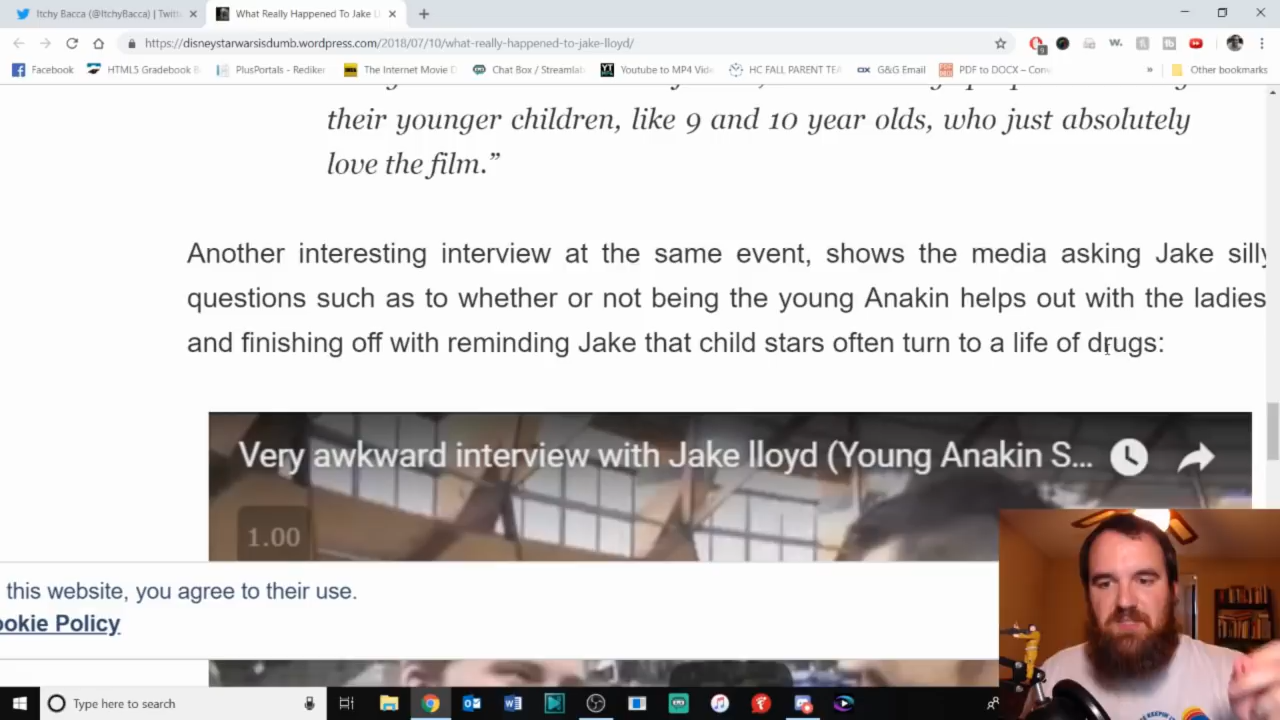 Itchy Bacca (@ItchyBacca) | Twitt
What Really Happened To Jake L
https://disneystarwarsisdumb.wordpress.com/2018/07/10/what-really-happened-to-jake-lloyd/
Facebook
HTML5 Gradebook
PlusPortals - Rediker
The Internet Movie D
Chat Box / Streamlab
Youtube to MP4 Vide
HC FALL PARENT TEA
G&G Email
PDF to DOCX – Con
Other bookmarks
their younger children, like 9 and 10 year olds, who just absolutely
love the film.”
Another interesting interview at the same event, shows the media asking Jake silly
questions such as to whether or not being the young Anakin helps out with the ladies
and finishing off with reminding Jake that child stars often turn to a life of drugs:
Very awkward interview with Jake lloyd (Young Anakin S...
1.00
this website, you agree to their use.
ookie Policy
Type here to search